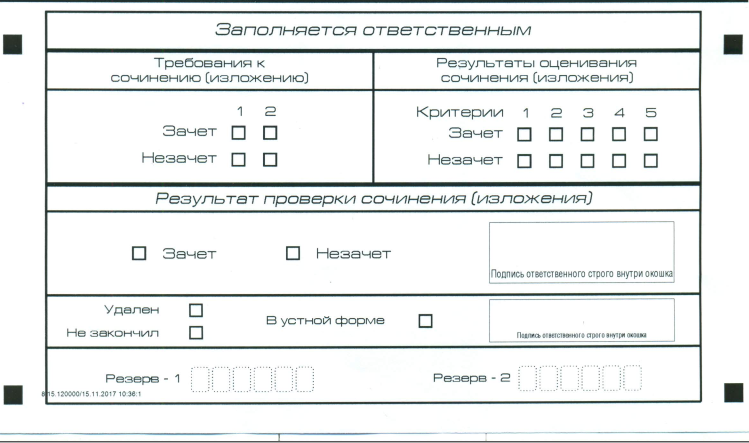 Заполняется ответственным
Требования к
сочинению (изложению)
Результаты оценивания
сочинения (изложения)
1 2
Зачет
Незачет
Критерии 1 2 3 4 5
Зачет
Незачет
Результат проверки сочинения (изложения)
Зачет Незачет
Подпись ответственного строго внутри окошка
Удален
Не закончил
В устной форме
Подпись ответственного строго внутри окошка
Резерв - 1 Резерв - 2
8/15.120000/15.11.2017 10:36:1